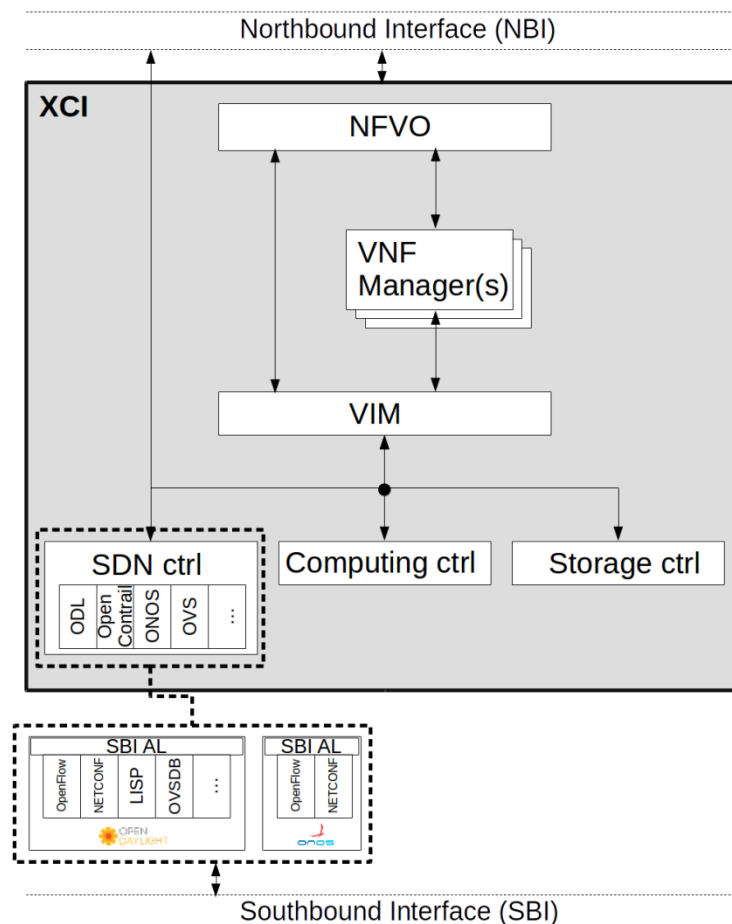 Northbound Interface (NBI)
XCI
NFVO
VNF
Manager(s)
VIM
SDN ctrl
ODL
Open
Contrail
ONOS
OVS
...
Computing ctrl
Storage ctrl
SBI AL
OpenFlow
NETCONF
LISP
OVSDB
...
OPEN
DAYLIGHT
SBI AL
OpenFlow
NETCONF
onos
Southbound Interface (SBI)